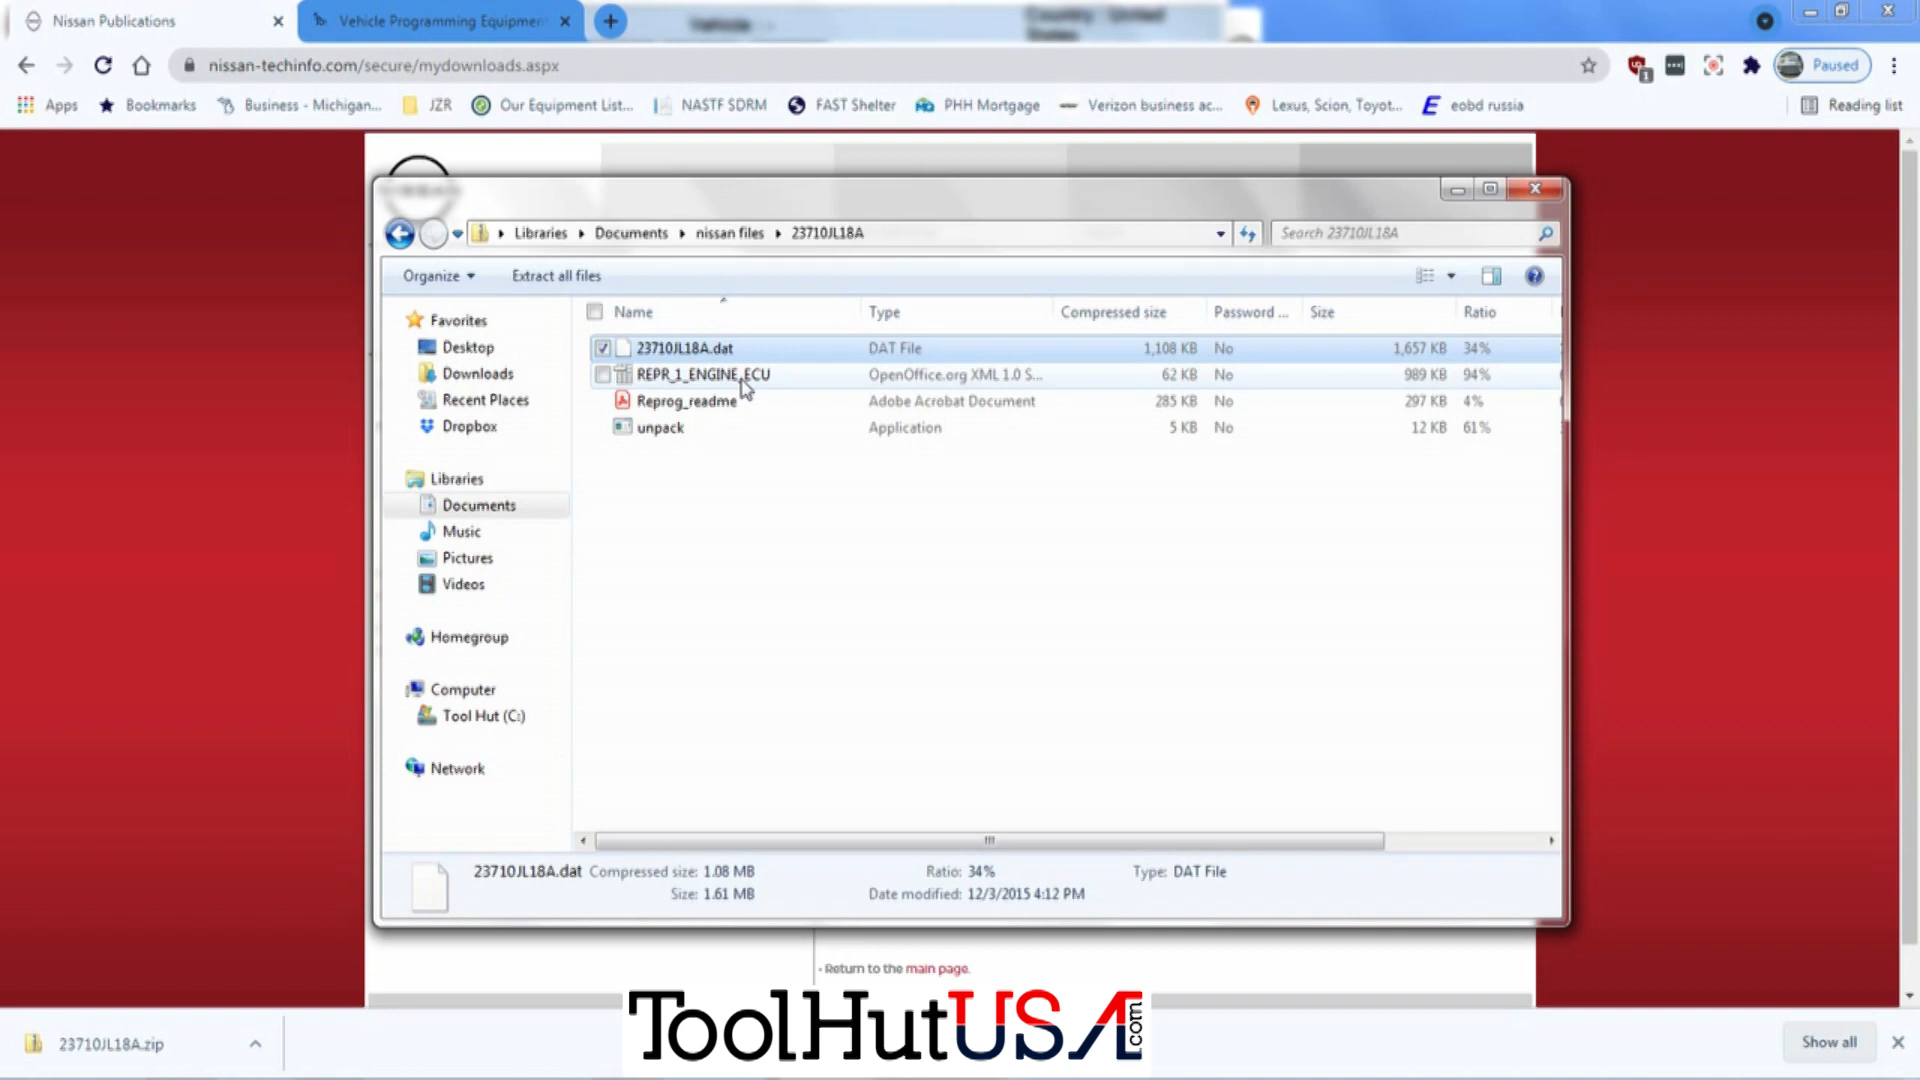 Nissan Publications
Vehicle Programming Equipmen
Vehicle
Country : United
States
nissan-techinfo.com/secure/mydownloads.aspx
1
Paused
Apps
Bookmarks
Business - Michigan...
JZR
Our Equipment List...
NASTF SDRM
FAST Shelter
PHH Mortgage
Verizon business ac...
Lexus, Scion, Toyot...
eobd russia
Reading list
Libraries
Documents
nissan files
23710JL18A
Search 23710JL18A
Organize
Extract all files
Name
Type
Compressed size
Password ...
Size
Ratio
23710JL18A.dat DAT File 1,108 KB No 1,657 KB 34%
REPR_1_ENGINE_ECU OpenOffice.org XML 1.0 S... 62 KB No 989 KB 94%
Reprog_readme Adobe Acrobat Document 285 KB No 297 KB 4%
unpack Application 5 KB No 12 KB 61%
Favorites
Desktop
Downloads
Recent Places
Dropbox
Libraries
Documents
Music
Pictures
Videos
Homegroup
Computer
Tool Hut (C:)
Network
23710JL18A.dat Compressed size: 1.08 MB Ratio: 34% Type: DAT File
Size: 1.61 MB Date modified: 12/3/2015 4:12 PM
- Return to the main page.
ToolHutUSA.com
23710JL18A.zip
Show all